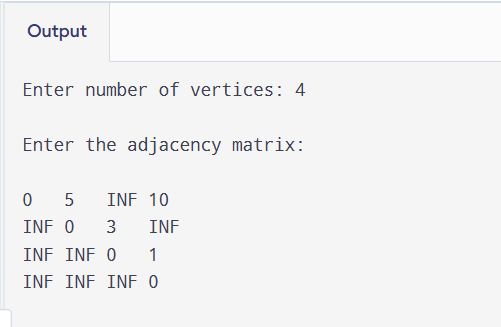 Output
Enter number of vertices: 4
Enter the adjacency matrix:
0   5   INF 10
INF 0   3   INF
INF INF 0   1
INF INF INF 0